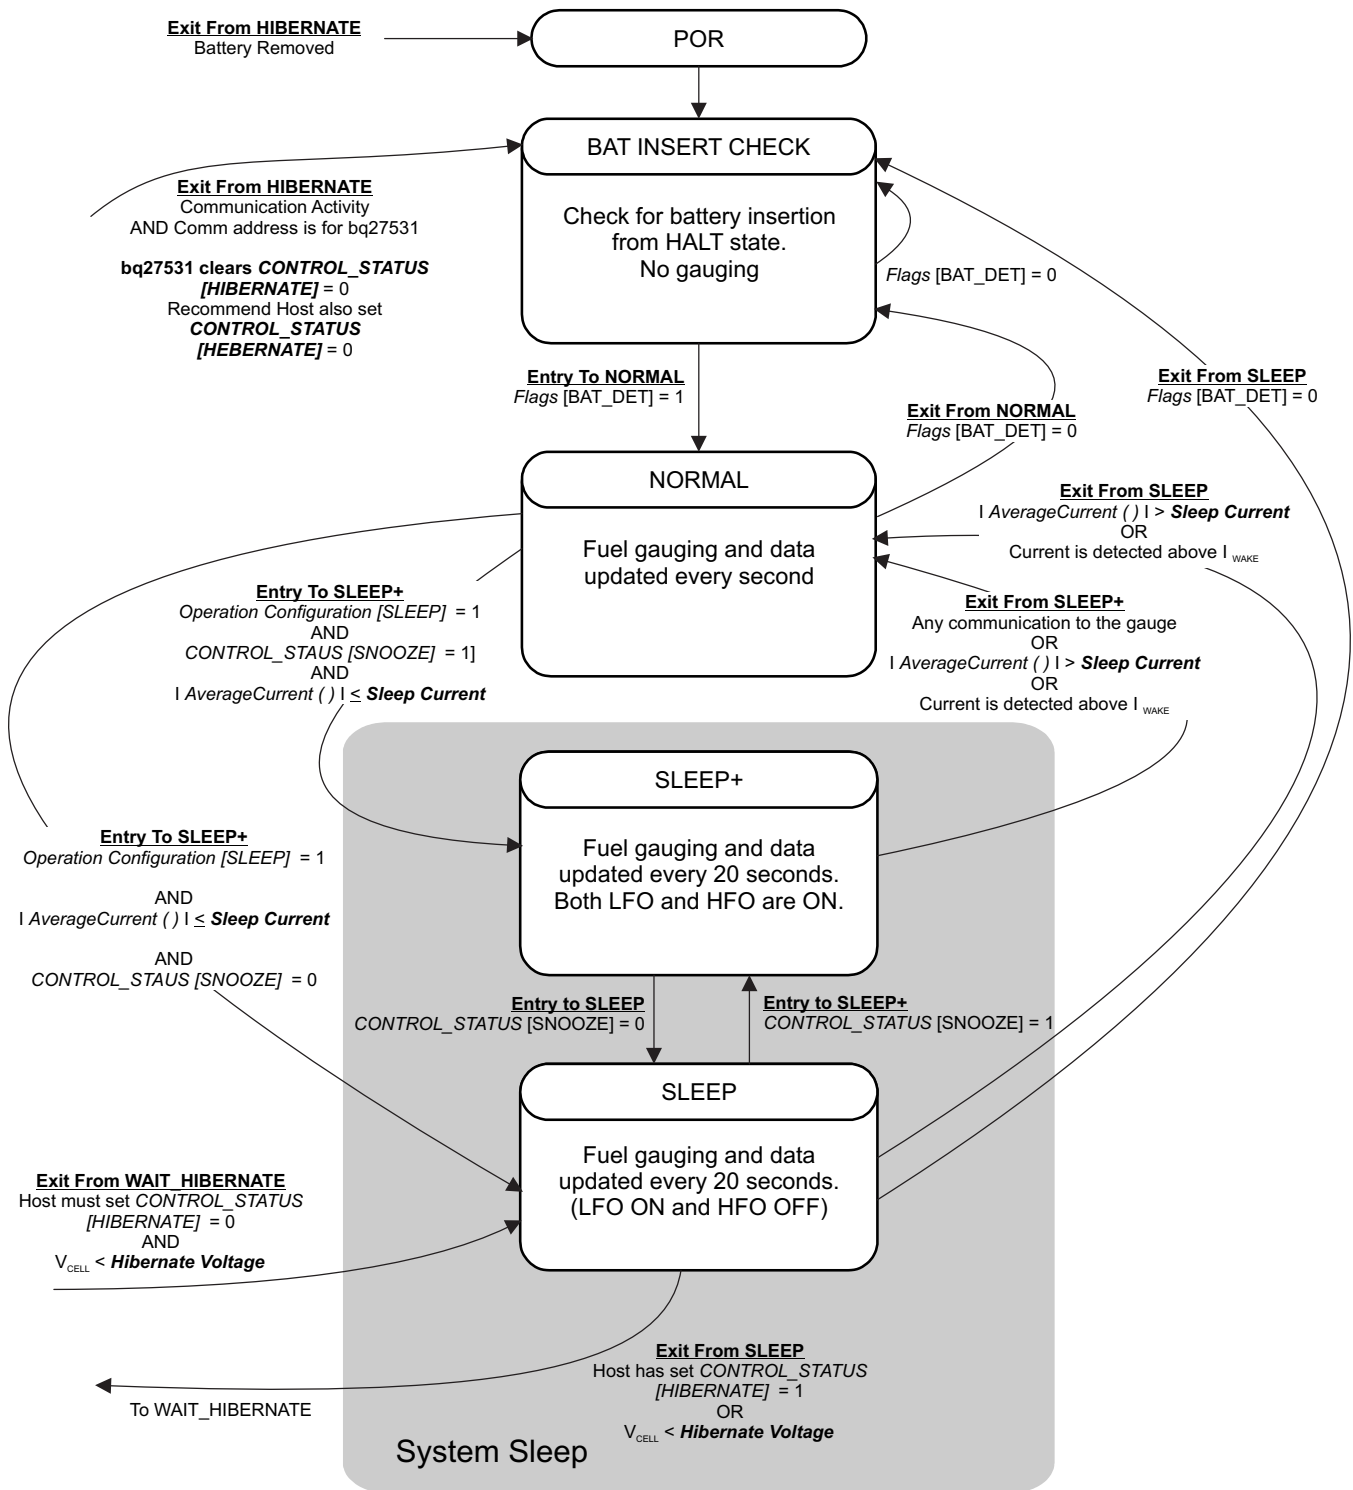 Exit From HIBERNATE
Battery Removed
POR
BAT INSERT CHECK
Check for battery insertion
from HALT state.
No gauging
Exit From HIBERNATE
Communication Activity
AND Comm address is for bq27531
bq27531 clears CONTROL_STATUS
[HIBERNATE] = 0
Recommend Host also set
CONTROL_STATUS
[HEBERNATE] = 0
Flags [BAT_DET] = 0
Entry To NORMAL
Flags [BAT_DET] = 1
Exit From NORMAL
Flags [BAT_DET] = 0
Exit From SLEEP
Flags [BAT_DET] = 0
NORMAL
Fuel gauging and data
updated every second
Exit From SLEEP
I AverageCurrent ( ) I > Sleep Current
OR
Current is detected above I WAKE
Entry To SLEEP+
Operation Configuration [SLEEP] = 1
AND
CONTROL_STAUS [SNOOZE] = 1]
AND
I AverageCurrent ( ) I ≤ Sleep Current
Exit From SLEEP+
Any communication to the gauge
OR
I AverageCurrent ( ) I > Sleep Current
OR
Current is detected above I WAKE
SLEEP+
Fuel gauging and data
updated every 20 seconds.
Both LFO and HFO are ON.
Entry To SLEEP+
Operation Configuration [SLEEP] = 1
AND
I AverageCurrent ( ) I ≤ Sleep Current
AND
CONTROL_STAUS [SNOOZE] = 0
Entry to SLEEP
CONTROL_STATUS [SNOOZE] = 0
Entry to SLEEP+
CONTROL_STATUS [SNOOZE] = 1
SLEEP
Fuel gauging and data
updated every 20 seconds.
(LFO ON and HFO OFF)
Exit From WAIT_HIBERNATE
Host must set CONTROL_STATUS
[HIBERNATE] = 0
AND
VCELL < Hibernate Voltage
To WAIT_HIBERNATE
Exit From SLEEP
Host has set CONTROL_STATUS
[HIBERNATE] = 1
OR
VCELL < Hibernate Voltage
System Sleep